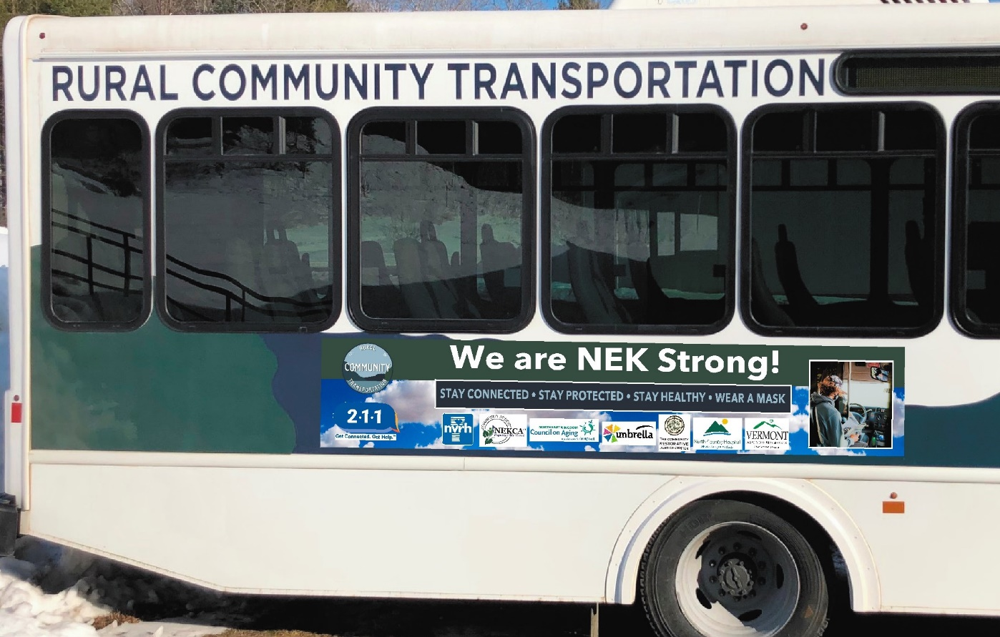 RURAL COMMUNITY TRANSPORTATION
We are NEK Strong!
RURAL
COMMUNITY
TRANSPORTATION
STAY CONNECTED • STAY PROTECTED • STAY HEALTHY • WEAR A MASK
2·1·1
Get Connected. Get Help.™
nvrh
NEKCA
NORTHEAST KINGDOM
Council on Aging
umbrella
THE COMMUNITY
RESTORATIVE
JUSTICE CENTER
North Country Hospital
VERMONT